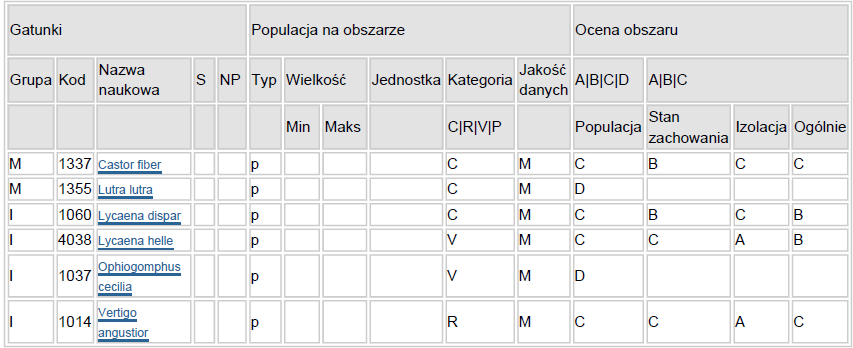 Gatunki Populacja na obszarze Ocena obszaru
Grupa Kod Nazwa naukowa S NP Typ Wielkość Jednostka Kategoria Jakość danych A|B|C|D A|B|C
Min Maks C|R|V|P Populacja Stan zachowania Izolacja Ogólnie
M 1337 Castor fiber p C M C B C C
M 1355 Lutra lutra p C M D
I 1060 Lycaena dispar p C M C B C B
I 4038 Lycaena helle p V M C C A B
I 1037 Ophiogomphus cecilia p V M D
I 1014 Vertigo angustior p R M C C A C